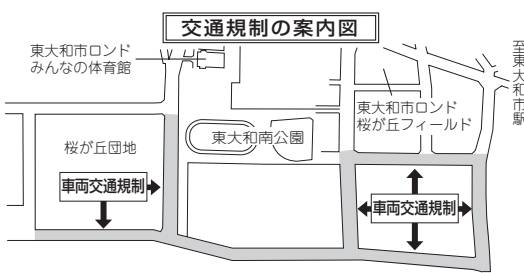 交通規制の案内図
東大和市ロンド
みんなの体育館
至東大和市駅
東大和市ロンド
桜が丘フィールド
東大和南公園
桜が丘団地
車両交通規制
車両交通規制